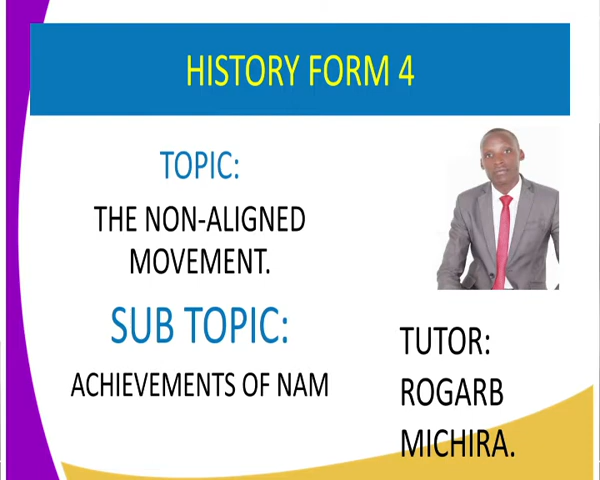 HISTORY FORM 4
TOPIC:
THE NON-ALIGNED
MOVEMENT.
SUB TOPIC:
ACHIEVEMENTS OF NAM
TUTOR:
ROGARB
MICHIRA.